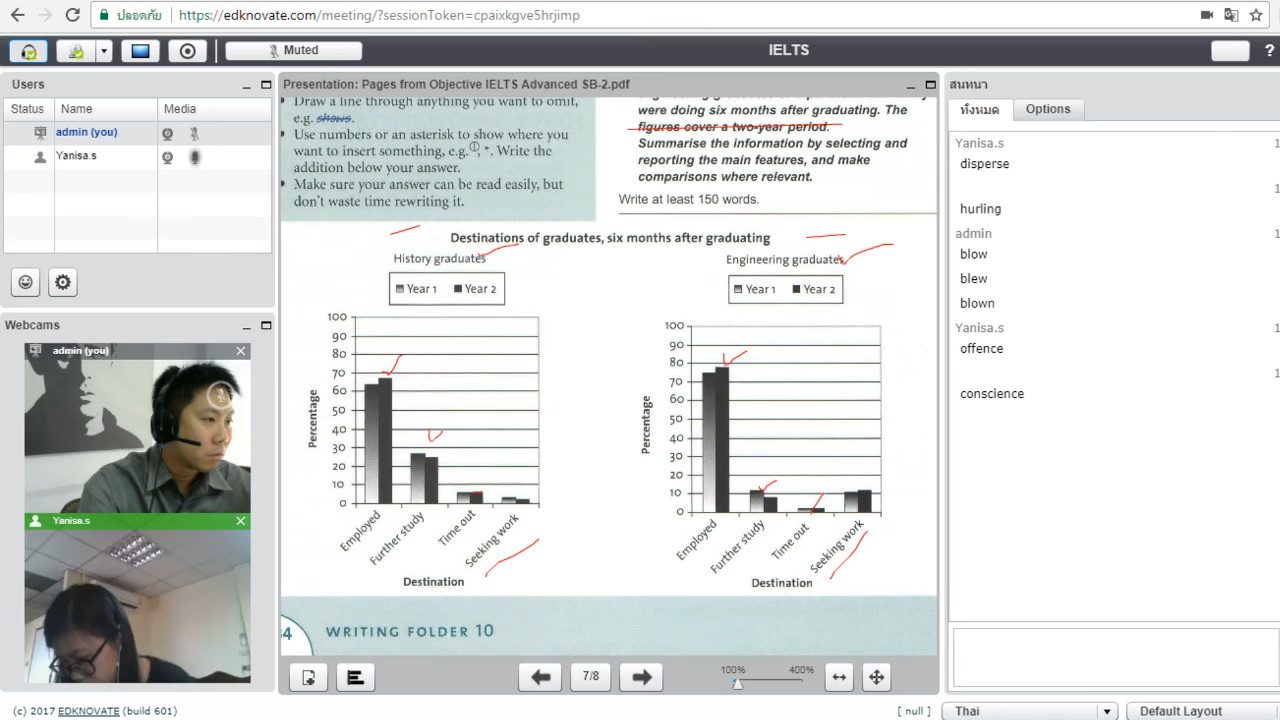 ปลอดภัย https://edknovate.com/meeting/?sessionToken=cpaixkgve5hrjimp
Muted
IELTS
?
Users
Status Name Media
admin (you)
Yanisa.s
Webcams
admin (you)
Yanisa.s
Presentation: Pages from Objective IELTS Advanced SB-2.pdf
• Draw a line through anything you want to omit,
e.g. shows.
• Use numbers or an asterisk to show where you
want to insert something, e.g.①, *. Write the
addition below your answer.
• Make sure your answer can be read easily, but
don't waste time rewriting it.
were doing six months after graduating. The
figures cover a two-year period.
Summarise the information by selecting and
reporting the main features, and make
comparisons where relevant.
Write at least 150 words.
Destinations of graduates, six months after graduating
History graduates
Year 1 Year 2
100
90
80
70
60
50
40
30
20
10
0
Percentage
Employed
Further study
Time out
Seeking work
Destination
Engineering graduates
Year 1 Year 2
100
90
80
70
60
50
40
30
20
10
0
Percentage
Employed
Further study
Time out
Seeking work
Destination
4 WRITING FOLDER 10
7/8
100% 400%
สนทนา
ทั้งหมด Options
Yanisa.s 1
disperse
1
hurling
admin 1
blow
blew
blown
Yanisa.s 1
offence
1
conscience
(c) 2017 EDKNOVATE (build 601)
[ null ]
Thai
Default Layout